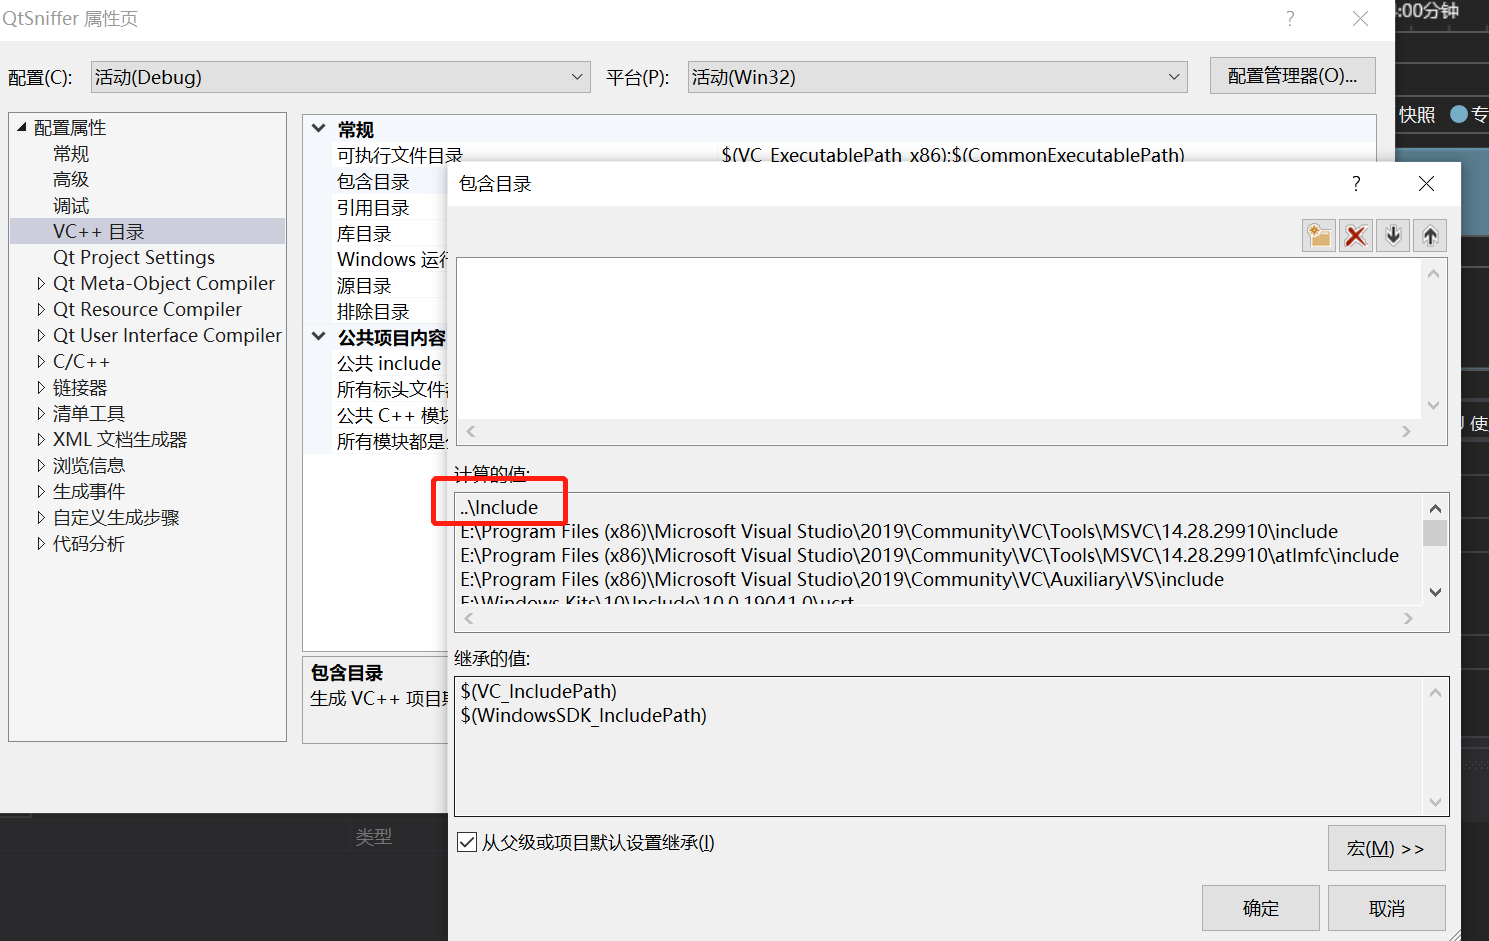 QtSniffer 属性页
:00分钟
配置(C):
活动(Debug)
平台(P):
活动(Win32)
配置管理器(O)...
快照
专
使
配置属性
常规
高级
调试
VC++ 目录
Qt Project Settings
Qt Meta-Object Compiler
Qt Resource Compiler
Qt User Interface Compiler
C/C++
链接器
清单工具
XML 文档生成器
浏览信息
生成事件
自定义生成步骤
代码分析
常规
可执行文件目录
$(VC_ExecutablePath_x86);$(CommonExecutablePath)
包含目录
引用目录
库目录
Windows 运行
源目录
排除目录
公共项目内容
公共 include
所有标头文件
公共 C++ 模块
所有模块都是
包含目录
生成 VC++ 项目期
类型
包含目录
计算的值:
..\Include
E:\Program Files (x86)\Microsoft Visual Studio\2019\Community\VC\Tools\MSVC\14.28.29910\include
E:\Program Files (x86)\Microsoft Visual Studio\2019\Community\VC\Tools\MSVC\14.28.29910\atlmfc\include
E:\Program Files (x86)\Microsoft Visual Studio\2019\Community\VC\Auxiliary\VS\include
E:\Windows Kits\10\Include\10.0.19041.0\ucrt
继承的值:
$(VC_IncludePath)
$(WindowsSDK_IncludePath)
从父级或项目默认设置继承(I)
宏(M) >>
确定
取消